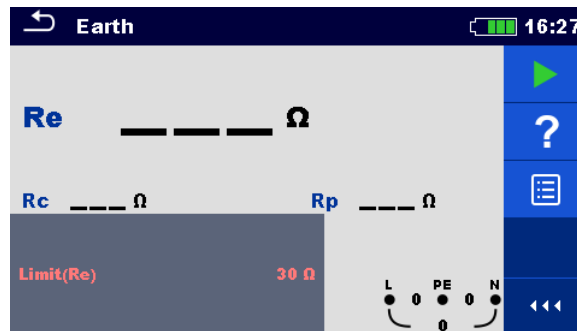 Earth 16:27
Re ___ Ω
?
Rc ___ Ω Rp ___ Ω
Limit(Re) 30 Ω
L PE N
0 0
0